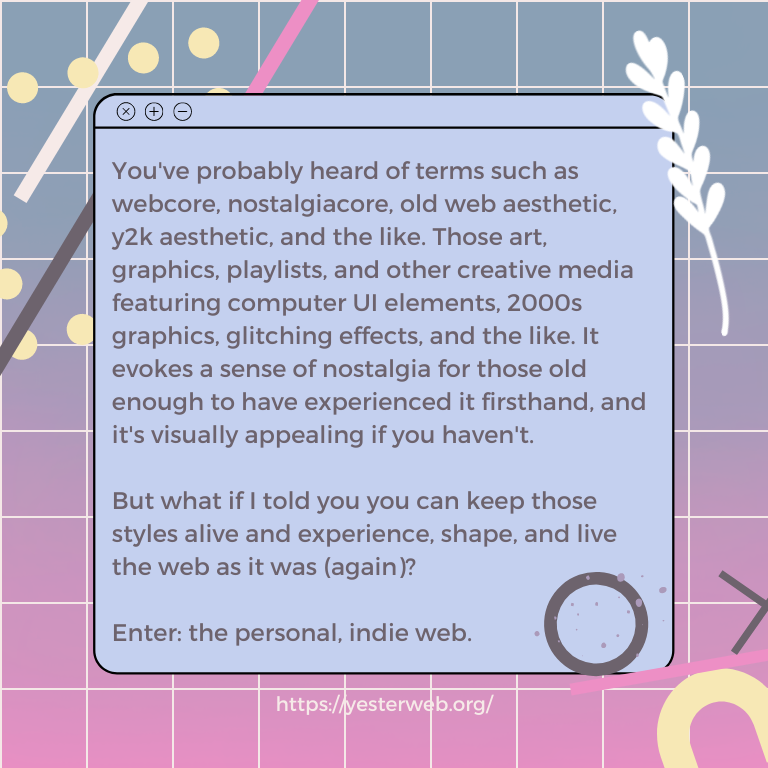 You've probably heard of terms such as
webcore, nostalgiacore, old web aesthetic,
y2k aesthetic, and the like. Those art,
graphics, playlists, and other creative media
featuring computer UI elements, 2000s
graphics, glitching effects, and the like. It
evokes a sense of nostalgia for those old
enough to have experienced it firsthand, and
it's visually appealing if you haven't.
But what if I told you you can keep those
styles alive and experience, shape, and live
the web as it was (again)?
Enter: the personal, indie web.
https://yesterweb.org/